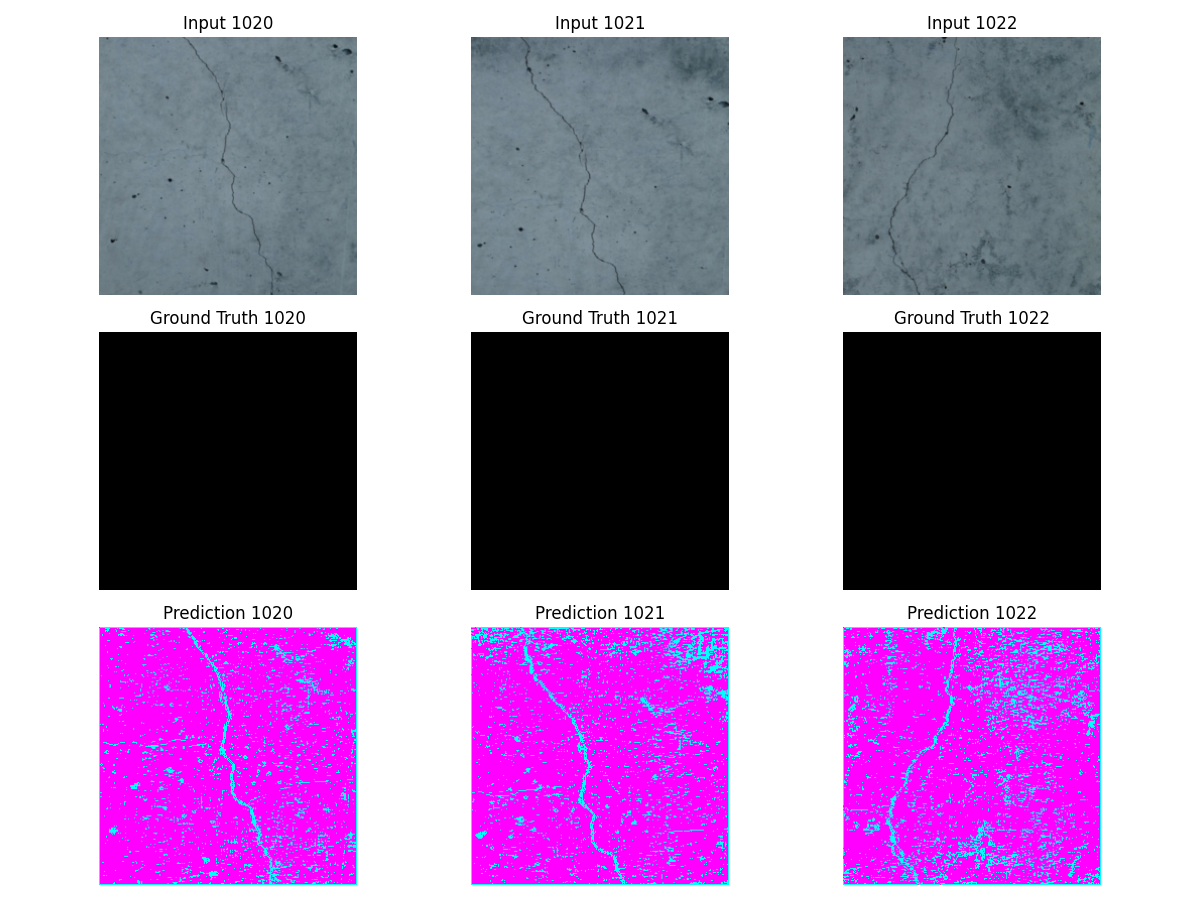 Input 1020
Input 1021
Input 1022
Ground Truth 1020
Ground Truth 1021
Ground Truth 1022
Prediction 1020
Prediction 1021
Prediction 1022